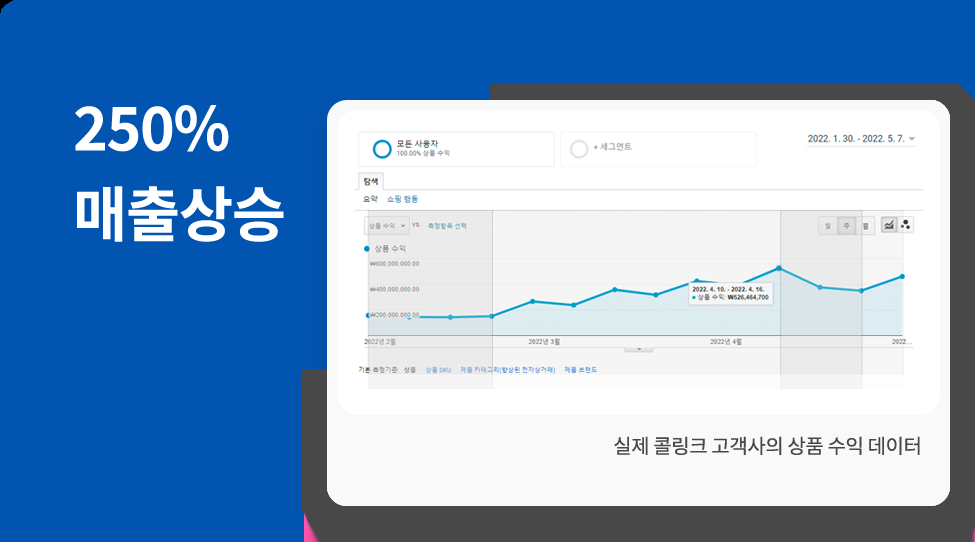 250%
매출상승
모든 사용자
100.00% 상품 수익
+ 세그먼트
2022. 1. 30. - 2022. 5. 7.
탐색
요약 쇼핑 행동
상품 수익 vs. 측정항목 선택
일 주 월
상품 수익
₩600,000,000.00
₩400,000,000.00
₩200,000,000.00
2022. 4. 10. - 2022. 4. 16.
상품 수익: ₩526,464,700
2022년 2월 2022년 3월 2022년 4월 2022...
기본 측정기준: 상품 상품 SKU 제품 카테고리(향상된 전자상거래) 제품 브랜드
실제 콜링크 고객사의 상품 수익 데이터